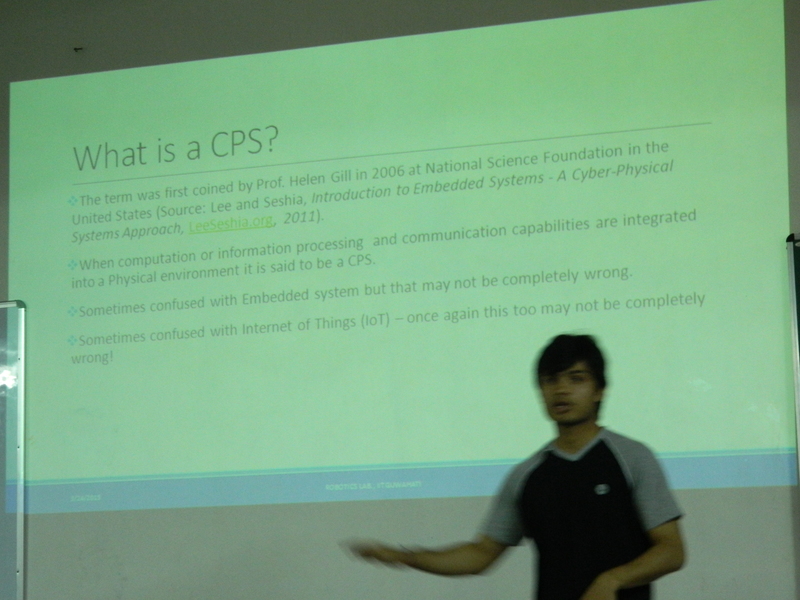 What is a CPS?
The term was first coined by Prof. Helen Gill in 2006 at National Science Foundation in the
United States (Source: Lee and Seshia, Introduction to Embedded Systems - A Cyber-Physical
Systems Approach, LeeSeshia.org, 2011).
When computation or information processing and communication capabilities are integrated
into a Physical environment it is said to be a CPS.
Sometimes confused with Embedded system but that may not be completely wrong.
Sometimes confused with Internet of Things (IoT) – once again this too may not be completely
wrong!
ROBOTICS LAB., IIT GUWAHATI